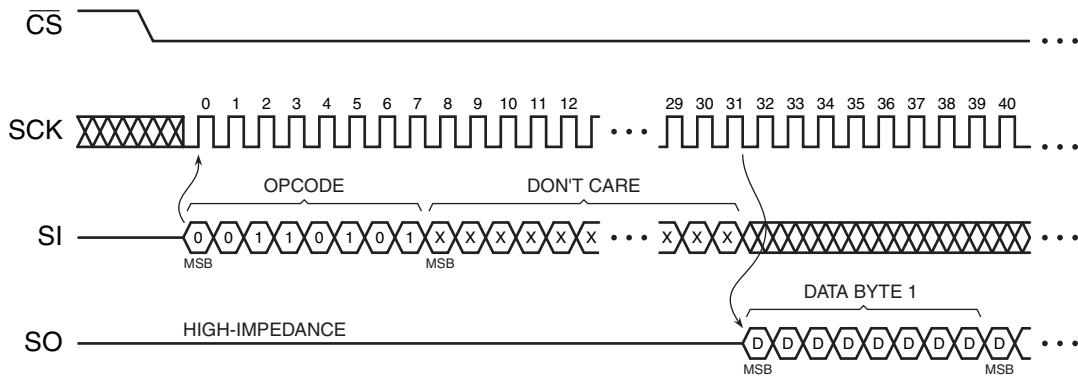 CS
0 1 2 3 4 5 6 7 8 9 10 11 12 29 30 31 32 33 34 35 36 37 38 39 40
SCK
OPCODE DON'T CARE
SI 0 0 1 1 0 1 0 1 X X X X X X X X X
MSB MSB
DATA BYTE 1
HIGH-IMPEDANCE
SO D D D D D D D D D
MSB MSB